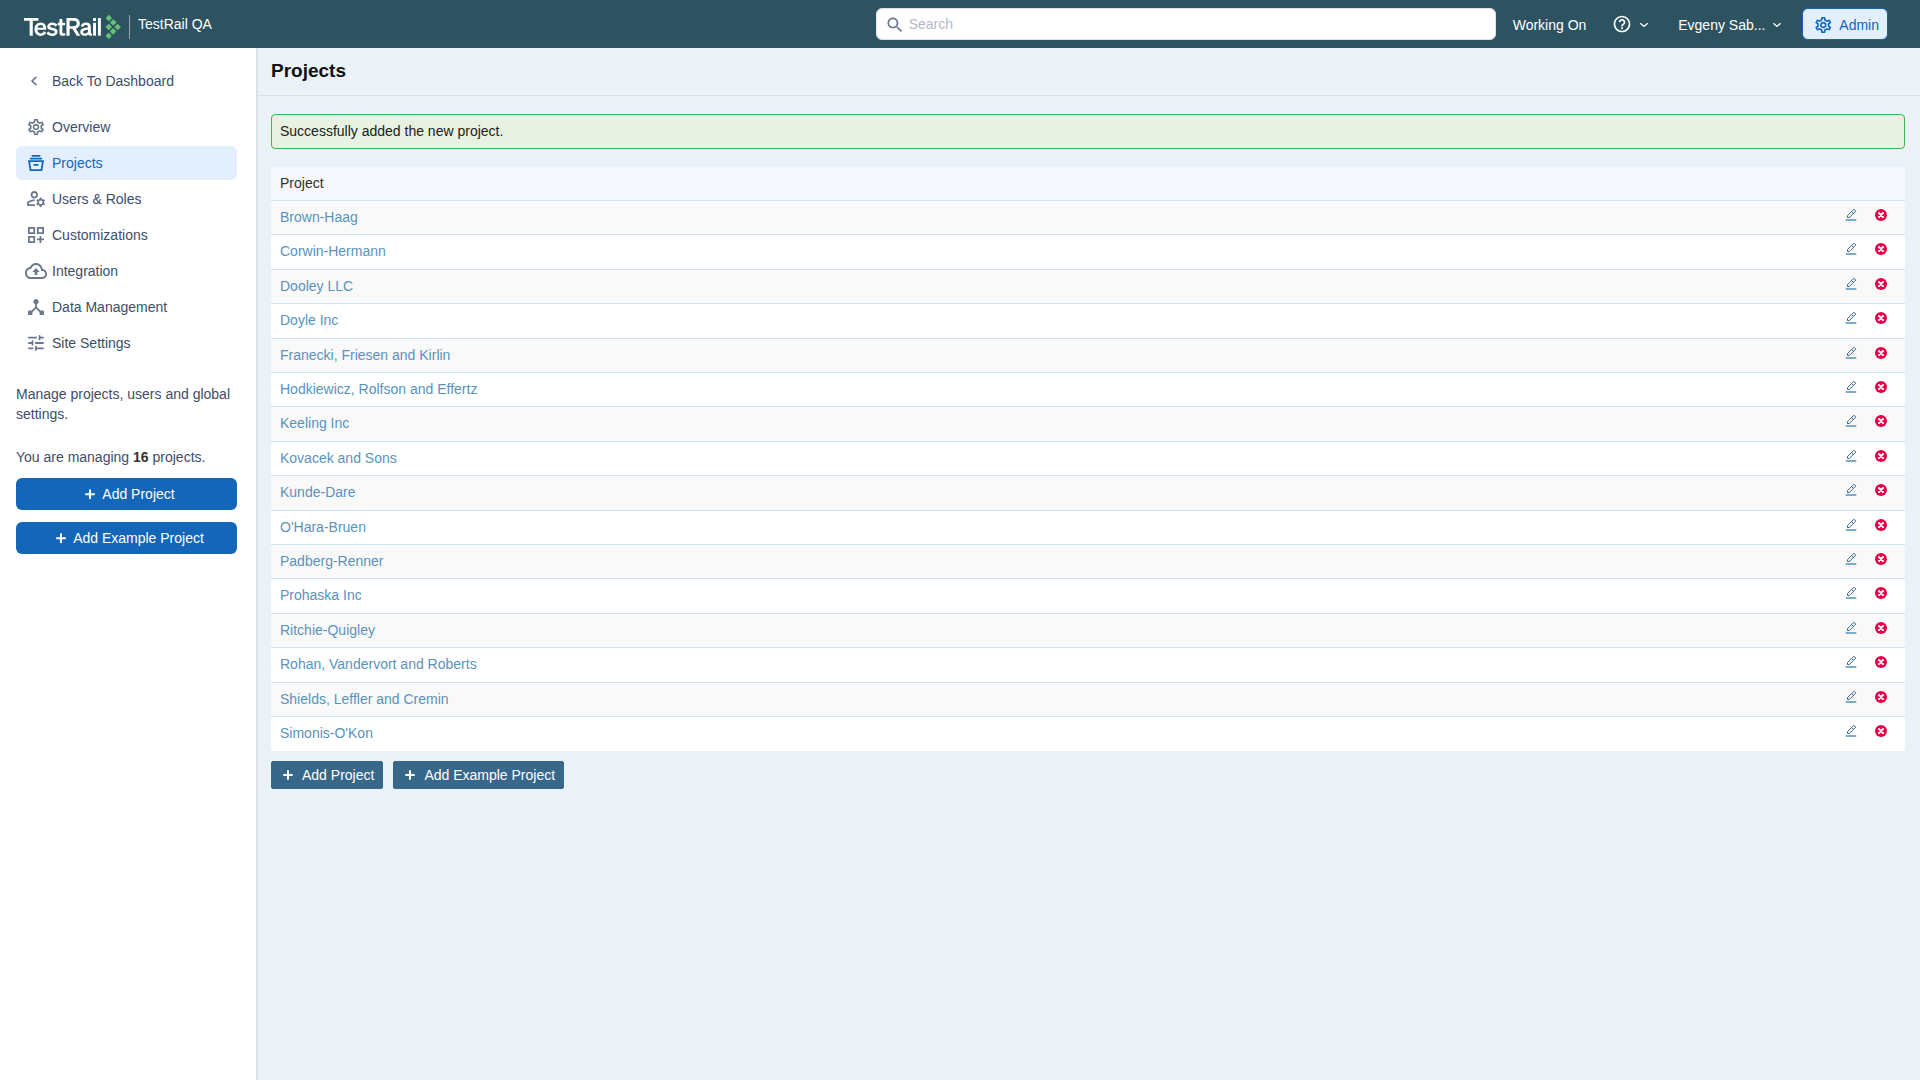 TestRail TestRail QA Search Working On Evgeny Sab... Admin
Back To Dashboard
Overview
Projects
Users & Roles
Customizations
Integration
Data Management
Site Settings
Manage projects, users and global
settings.
You are managing 16 projects.
Add Project
Add Example Project
Projects
Successfully added the new project.
Project
Brown-Haag
Corwin-Hermann
Dooley LLC
Doyle Inc
Franecki, Friesen and Kirlin
Hodkiewicz, Rolfson and Effertz
Keeling Inc
Kovacek and Sons
Kunde-Dare
O'Hara-Bruen
Padberg-Renner
Prohaska Inc
Ritchie-Quigley
Rohan, Vandervort and Roberts
Shields, Leffler and Cremin
Simonis-O'Kon
Add Project Add Example Project